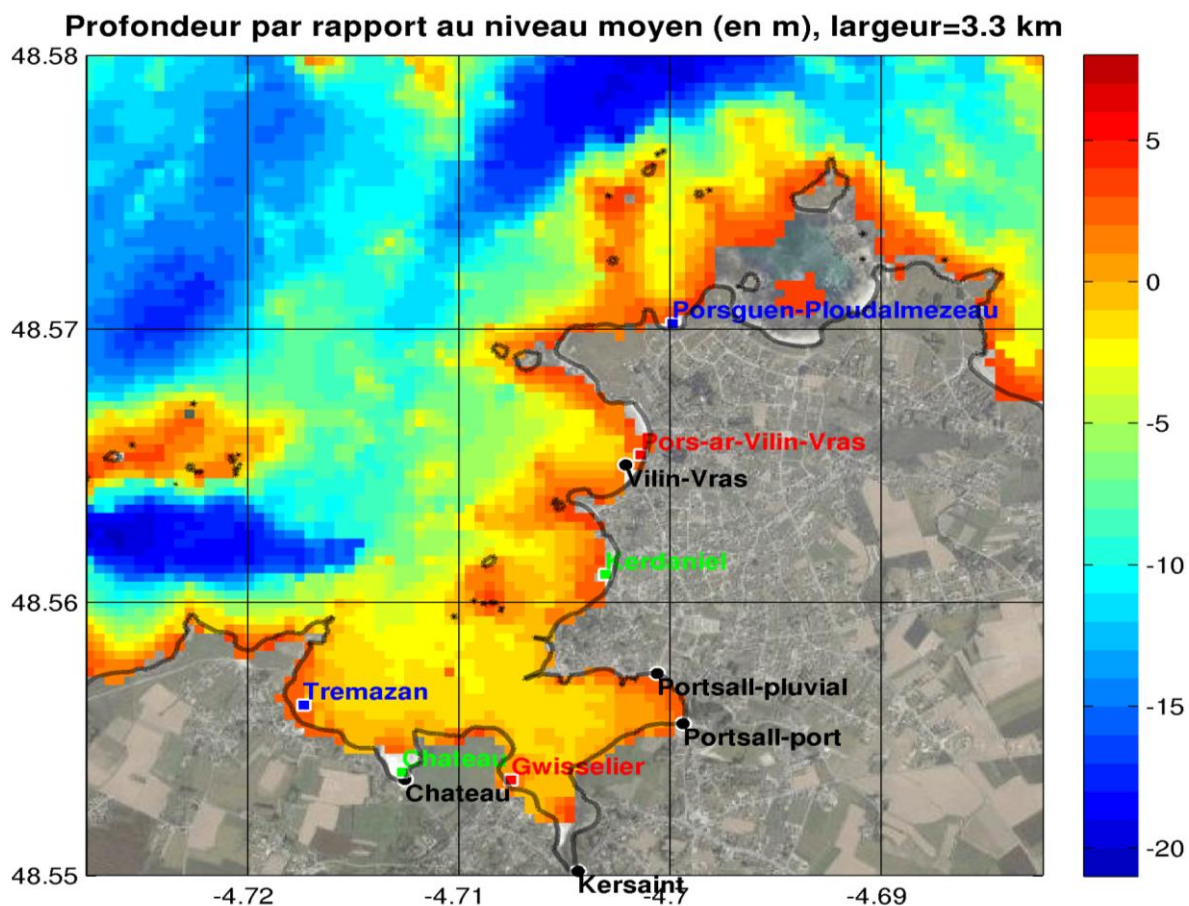 Profondeur par rapport au niveau moyen (en m), largeur=3.3 km
48.58
5
48.57
Porsguen-Ploudalmezeau
0
Pors-ar-Vilin-Vras
Vilin-Vras
-5
Kerdaniel
-10
48.56
Portsall-pluvial
Tremazan
-15
Portsall-port
Chateau
Gwisselier
Chateau
-20
48.55
Kersaint
-4.72
-4.71
-4.7
-4.69